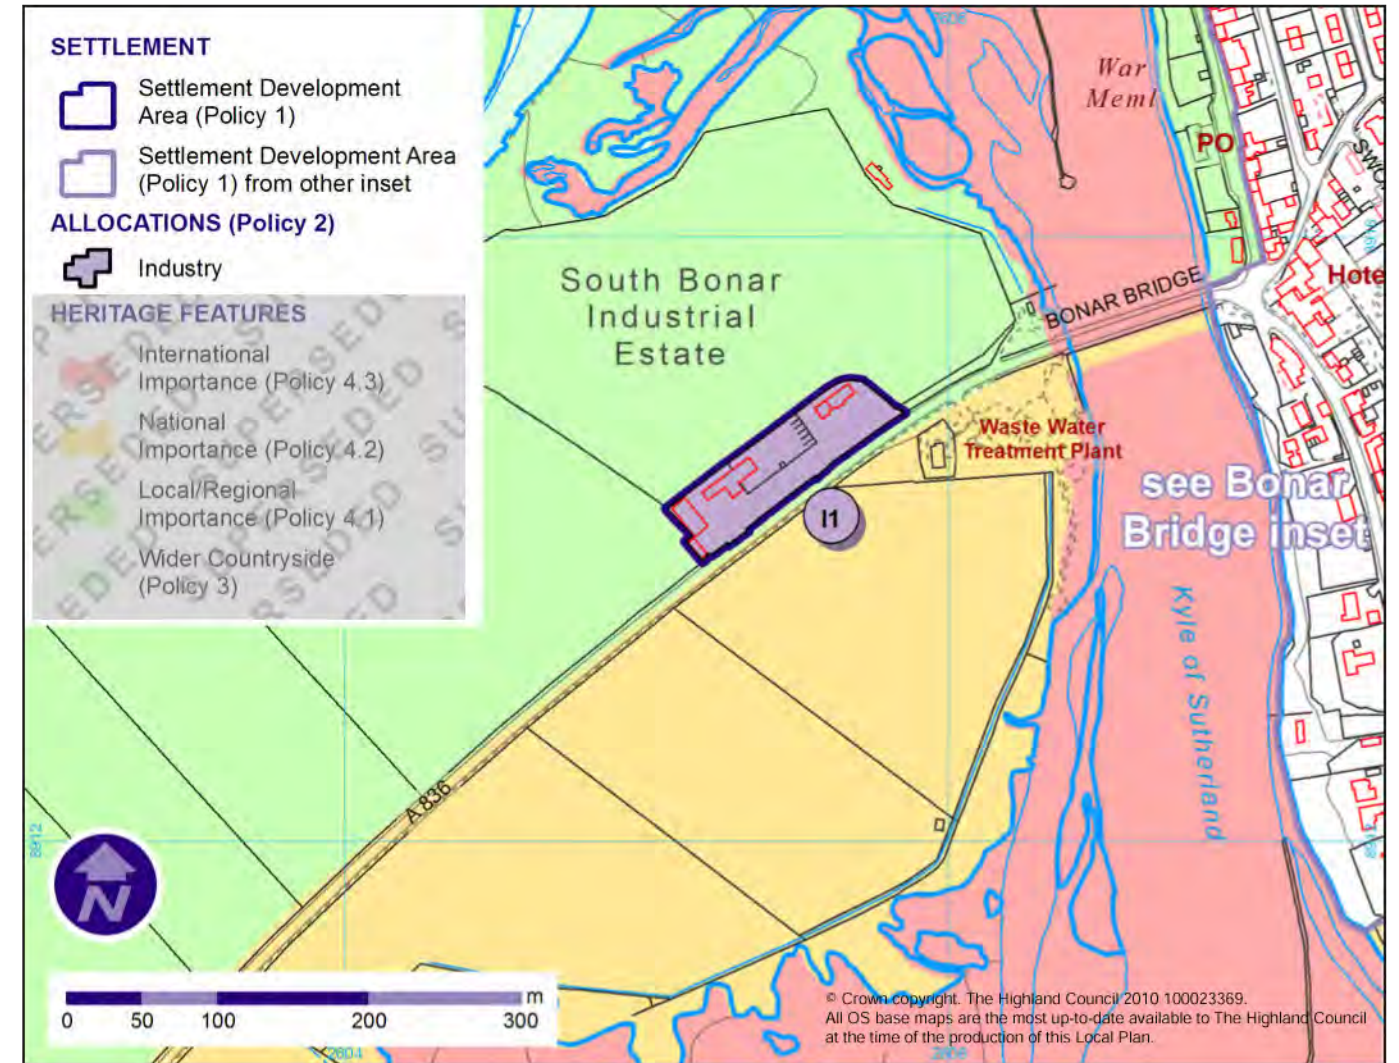 SETTLEMENT
Settlement Development
Area (Policy 1)
Settlement Development Area
(Policy 1) from other inset
ALLOCATIONS (Policy 2)
Industry
HERITAGE FEATURES
International
Importance (Policy 4.3)
National
Importance (Policy 4.2)
Local/Regional
Importance (Policy 4.1)
Wider Countryside
(Policy 3)
SUPERSEDED
War
Meml
PO
Hote
BONAR BRIDGE
South Bonar
Industrial
Estate
Waste Water
Treatment Plant
see Bonar
Bridge inset
I1
Kyle of Sutherland
A 836
8912
N
m
0 50 100 200 300
2604
© Crown copyright. The Highland Council 2010 100023369.
All OS base maps are the most up-to-date available to The Highland Council
at the time of the production of this Local Plan.